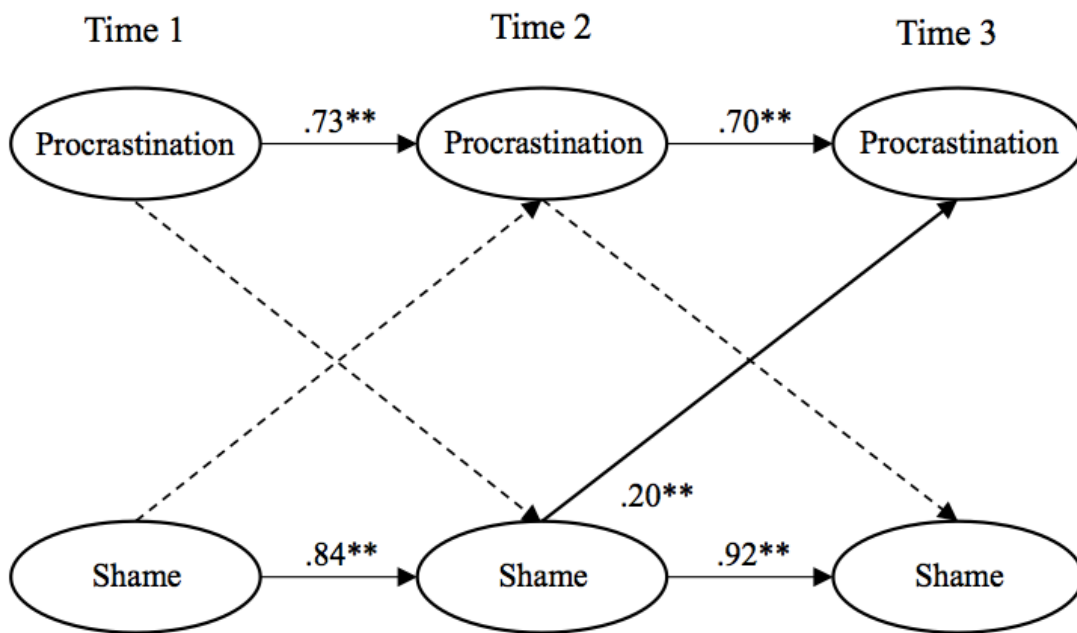 Time 1
Time 2
Time 3
Procrastination
.73**
Procrastination
.70**
Procrastination
.20**
Shame
.84**
Shame
.92**
Shame